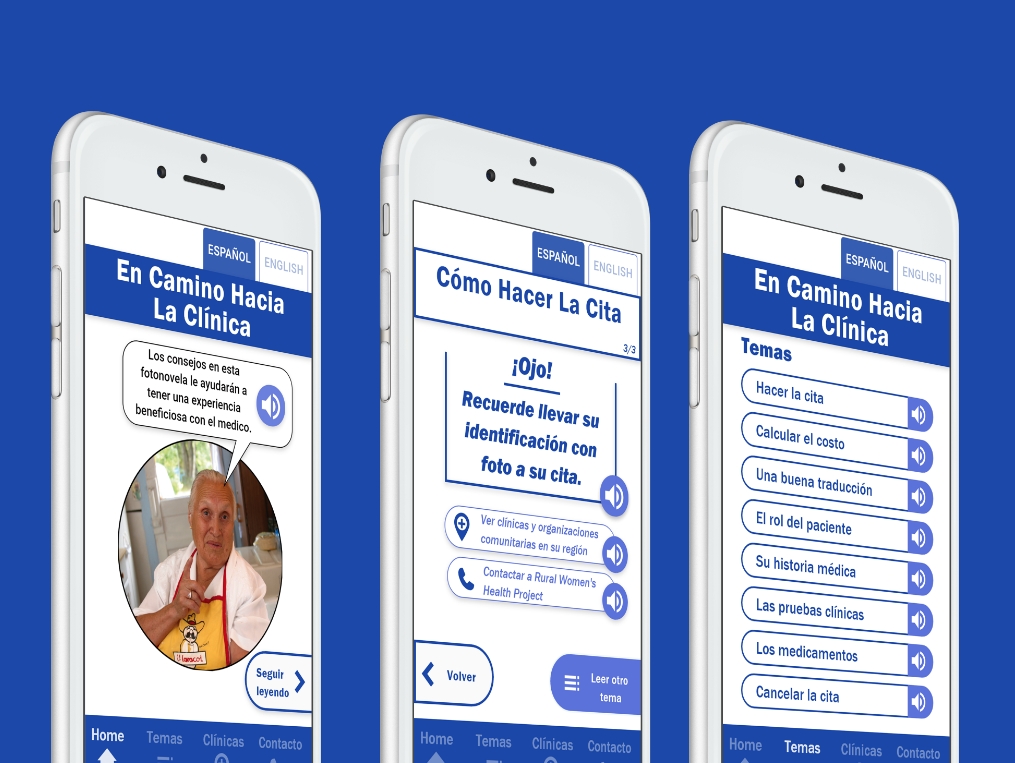 ESPAÑOL
ENGLISH
En Camino Hacia
La Clínica
Los consejos en esta
fotonovela le ayudarán a
tener una experiencia
beneficiosa con el medico.
Seguir
leyendo
Home
Temas
Clínicas
Contacto
ESPAÑOL
ENGLISH
Cómo Hacer La Cita
3/3
¡Ojo!
Recuerde llevar su
identificación con
foto a su cita.
Ver clínicas y organizaciones
comunitarias en su región
Contactar a Rural Women's
Health Project
Volver
Leer otro
tema
Home
Temas
Clínicas
Contacto
ESPAÑOL
ENGLISH
En Camino Hacia
La Clínica
Temas
Hacer la cita
Calcular el costo
Una buena traducción
El rol del paciente
Su historia médica
Las pruebas clínicas
Los medicamentos
Cancelar la cita
Home
Temas
Clínicas
Contacto